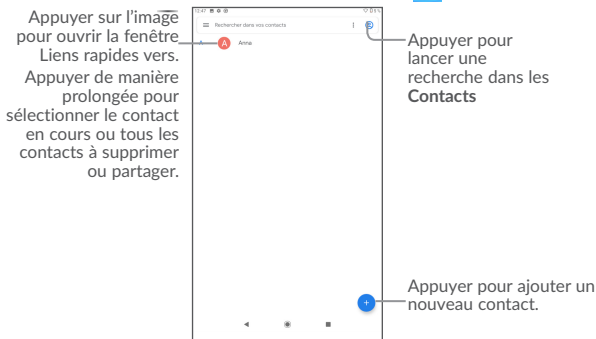 Appuyer sur l'image
pour ouvrir la fenêtre
Liens rapides vers.
Appuyer de manière
prolongée pour
sélectionner le contact
en cours ou tous les
contacts à supprimer
ou partager.
12:47
Rechercher dans vos contacts
A
A
Anna
Appuyer pour
lancer une
recherche dans les
Contacts
Appuyer pour ajouter un
nouveau contact.